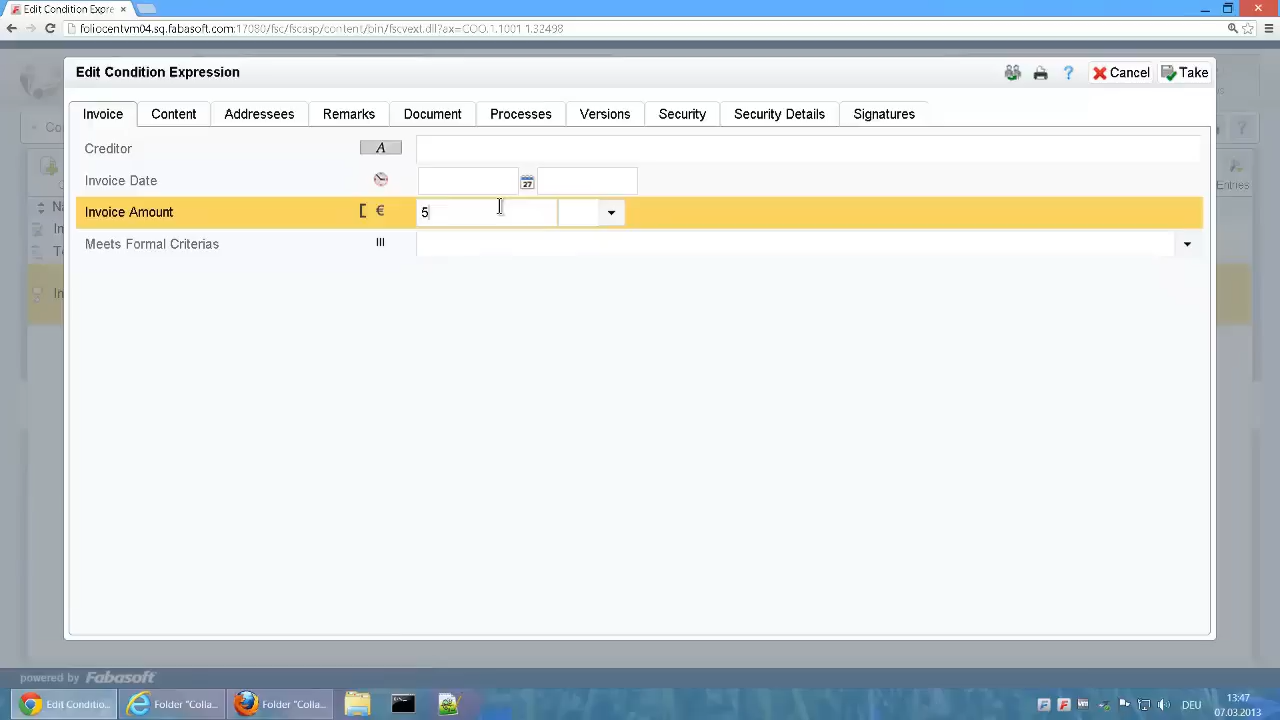 Edit Condition Expre
foliocentvm04.sq.fabasoft.com:17080/fsc/fscasp/content/bin/fscvext.dll?ax=COO.1.1001 1.32498
Edit Condition Expression
Cancel
Take
Invoice
Content
Addressees
Remarks
Document
Processes
Versions
Security
Security Details
Signatures
Creditor
A
Invoice Date
27
Invoice Amount
[ €
5
Meets Formal Criterias
Entries
powered by Fabasoft
Edit Conditio...
Folder "Colla...
Folder "Colla...
DEU
13:47
07.03.2013